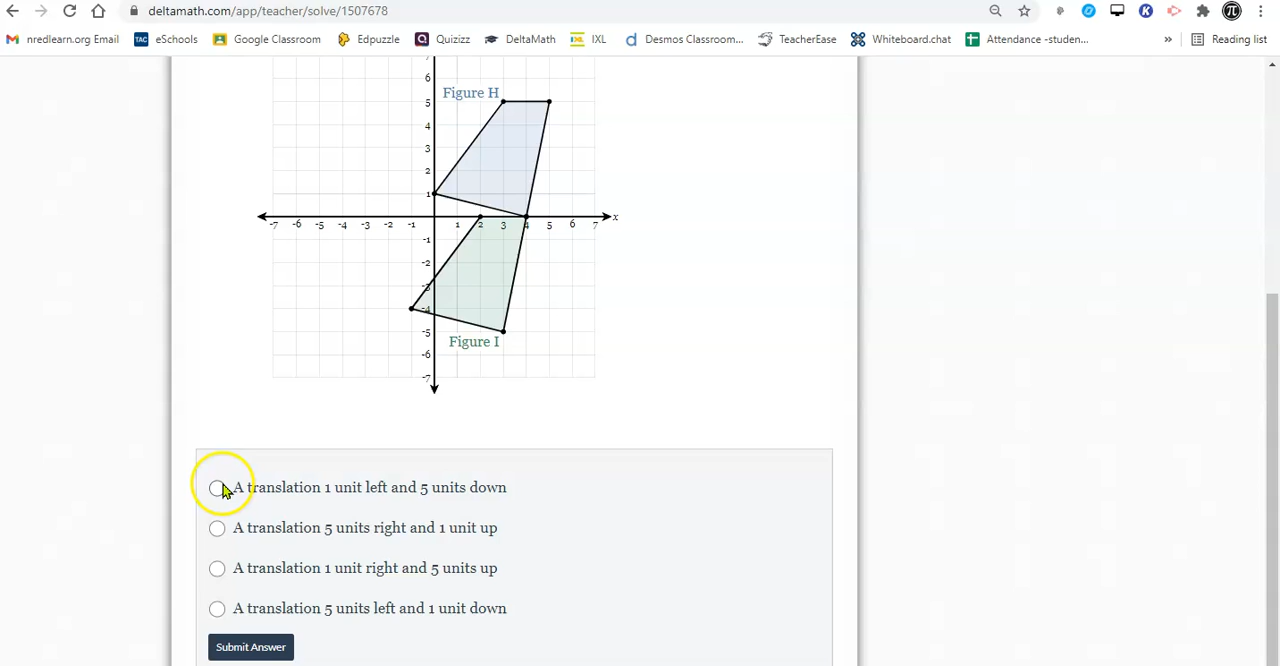 deltamath.com/app/teacher/solve/1507678
nredlearn.org Email TAC eSchools Google Classroom Edpuzzle Quizizz DeltaMath IXL Desmos Classroom... TeacherEase Whiteboard.chat Attendance -studen... » Reading list
7
6
Figure H
5
4
3
2
1
-7 -6 -5 -4 -3 -2 -1 1 2 3 4 5 6 7 x
-1
-2
-3
-4
-5
Figure I
-6
-7
A translation 1 unit left and 5 units down
A translation 5 units right and 1 unit up
A translation 1 unit right and 5 units up
A translation 5 units left and 1 unit down
Submit Answer